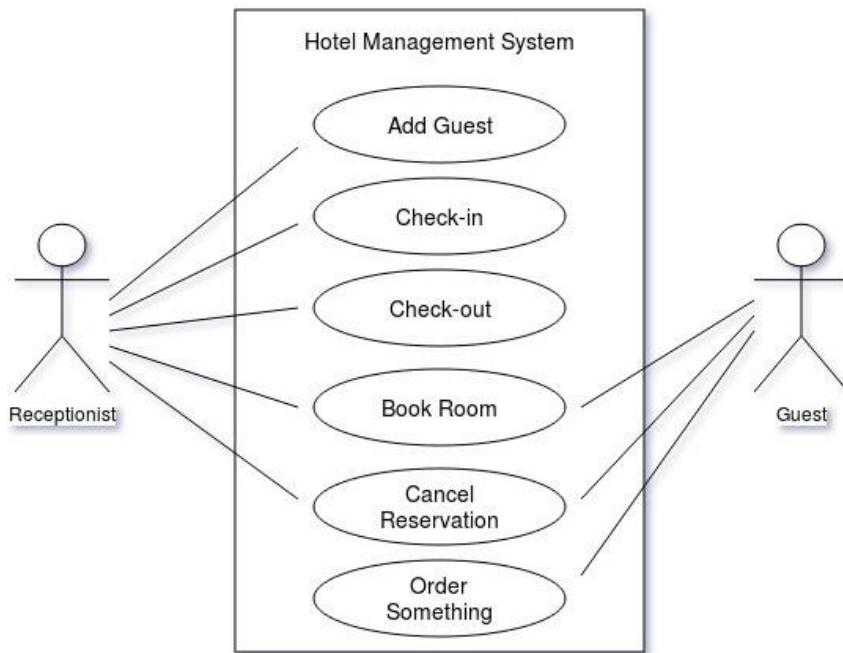 Hotel Management System
Add Guest
Check-in
Check-out
Book Room
Cancel
Reservation
Order
Something
Receptionist
Guest